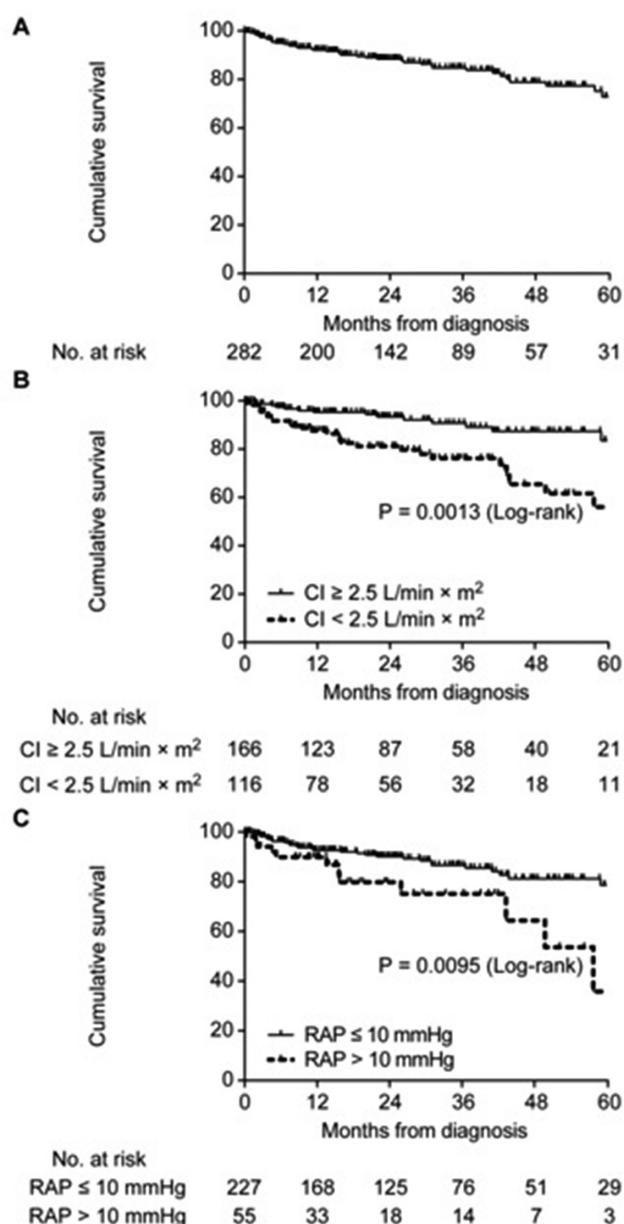 A
Cumulative survival
100
80
60
40
20
0
0 12 24 36 48 60
Months from diagnosis
No. at risk 282 200 142 89 57 31
B
Cumulative survival
100
80
60
40
20
0
P = 0.0013 (Log-rank)
CI ≥ 2.5 L/min × m²
CI < 2.5 L/min × m²
0 12 24 36 48 60
Months from diagnosis
No. at risk
CI ≥ 2.5 L/min × m² 166 123 87 58 40 21
CI < 2.5 L/min × m² 116 78 56 32 18 11
C
Cumulative survival
100
80
60
40
20
0
P = 0.0095 (Log-rank)
RAP ≤ 10 mmHg
RAP > 10 mmHg
0 12 24 36 48 60
Months from diagnosis
No. at risk
RAP ≤ 10 mmHg 227 168 125 76 51 29
RAP > 10 mmHg 55 33 18 14 7 3